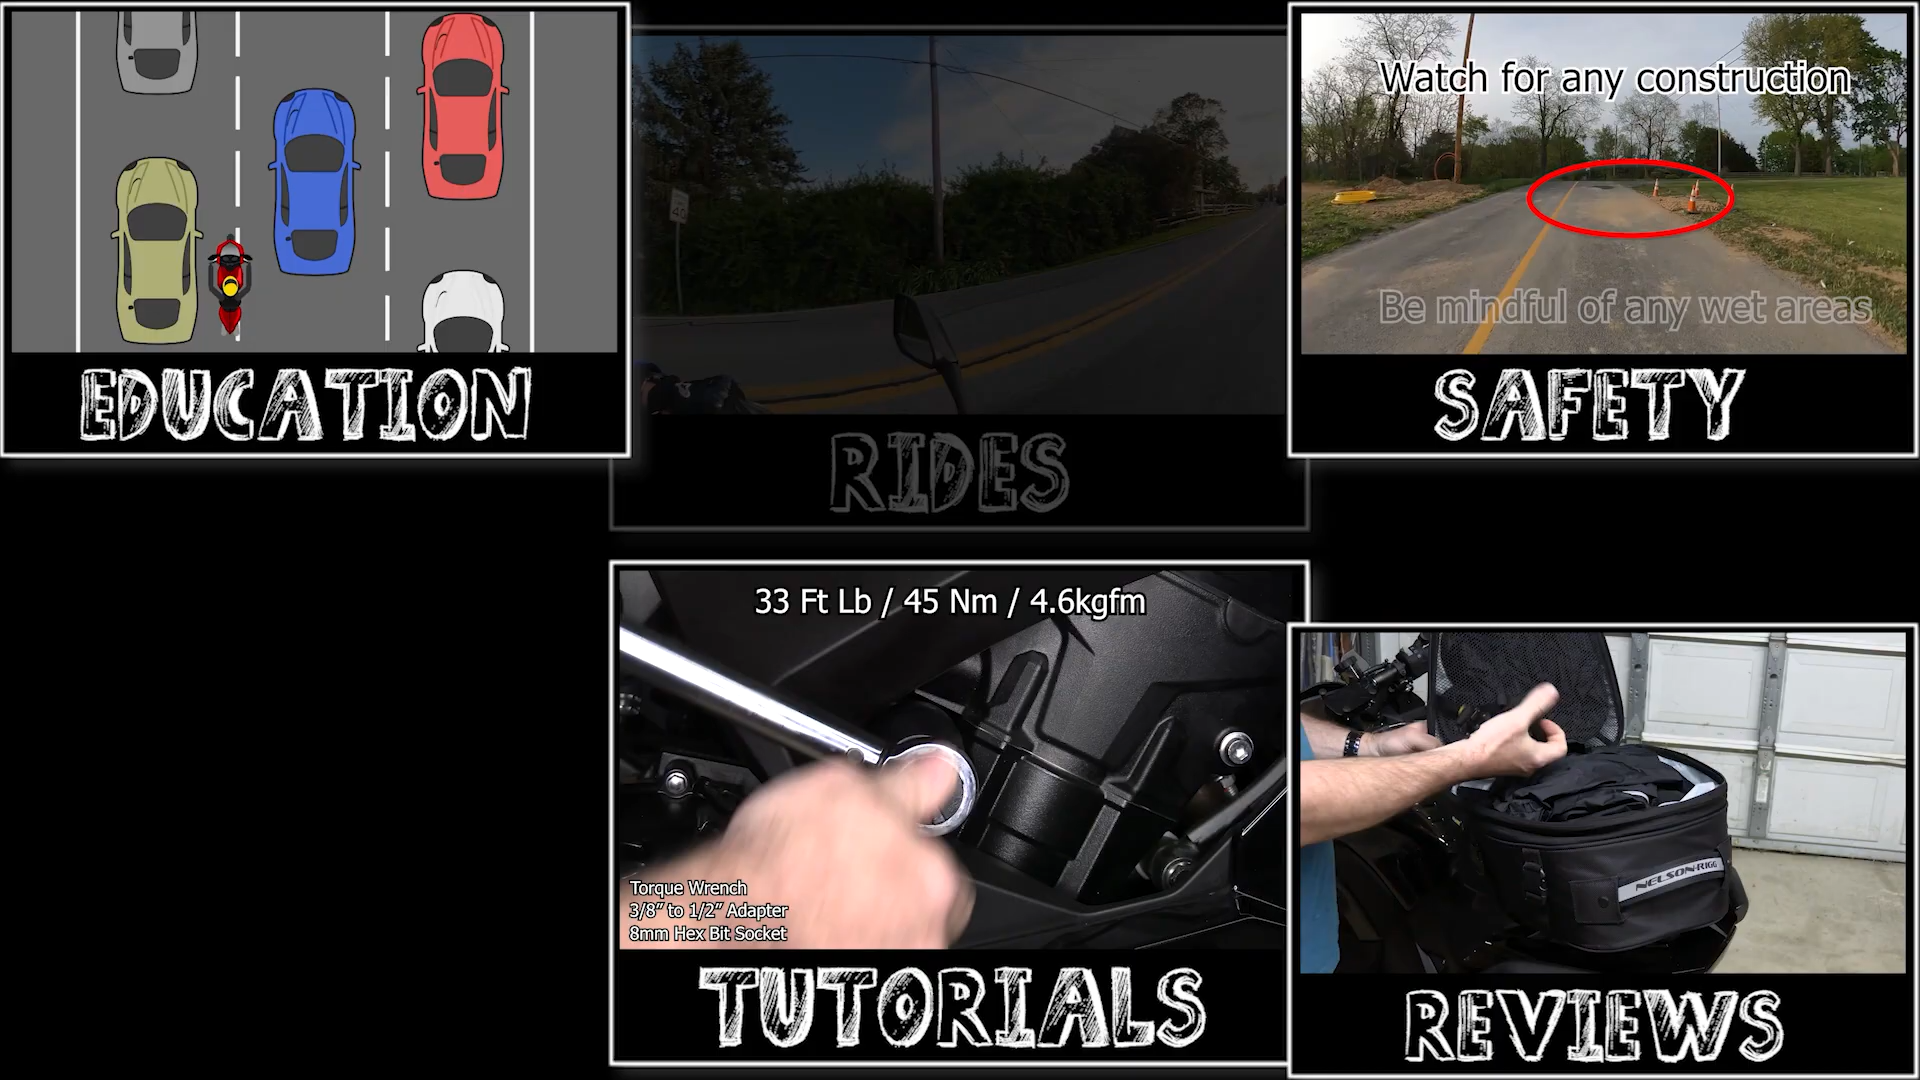 EDUCATION
RIDES
Watch for any construction
Be mindful of any wet areas
SAFETY
33 Ft Lb / 45 Nm / 4.6kgfm
Torque Wrench
3/8" to 1/2" Adapter
8mm Hex Bit Socket
TUTORIALS
NELSON-RIGG
REVIEWS